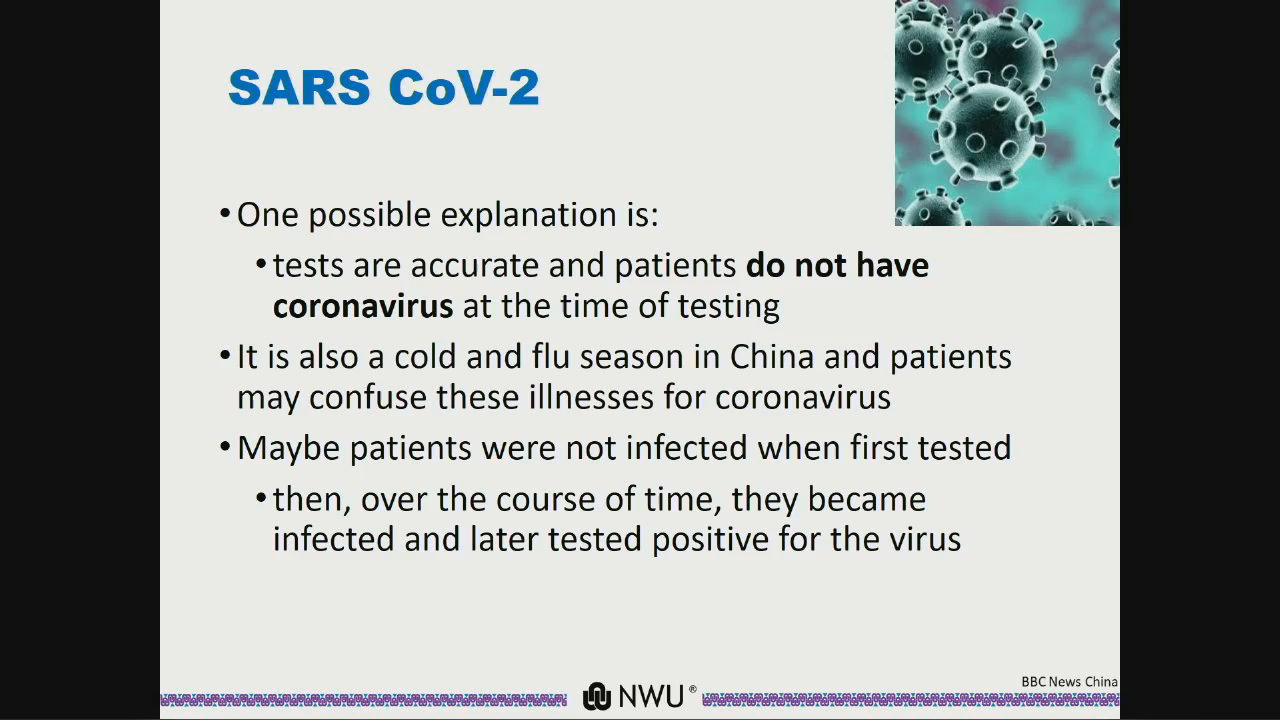 SARS CoV-2
• One possible explanation is:
• tests are accurate and patients do not have
coronavirus at the time of testing
• It is also a cold and flu season in China and patients
may confuse these illnesses for coronavirus
• Maybe patients were not infected when first tested
• then, over the course of time, they became
infected and later tested positive for the virus
BBC News China
NWU®